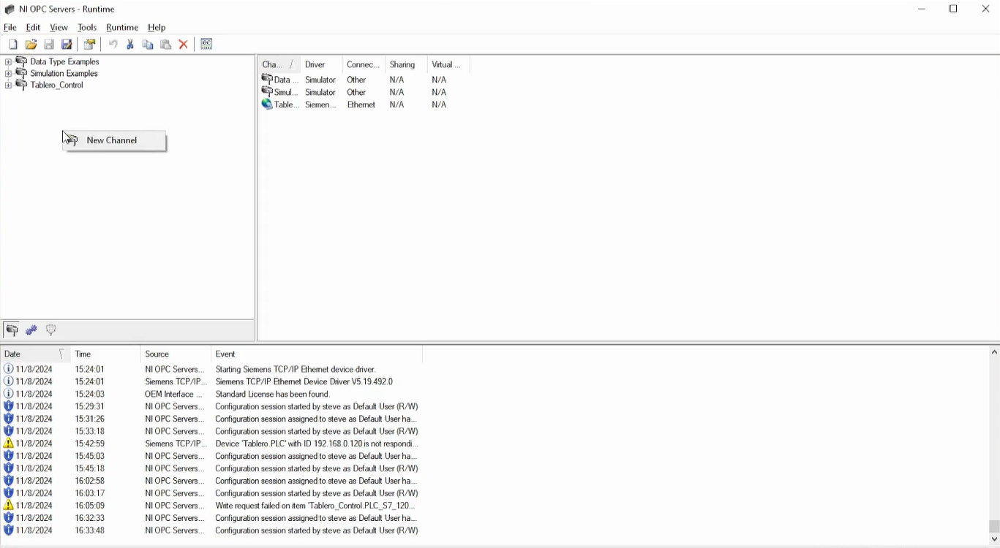 NI OPC Servers - Runtime
File Edit View Tools Runtime Help
Data Type Examples
Simulation Examples
Tablero_Control
New Channel
Cha... Driver Connec... Sharing Virtual ...
Data ... Simulator Other N/A N/A
Simul... Simulator Other N/A N/A
Table... Siemen... Ethernet N/A N/A
Date Time Source Event
11/8/2024 15:24:01 NI OPC Servers... Starting Siemens TCP/IP Ethernet device driver.
11/8/2024 15:24:01 Siemens TCP/IP... Siemens TCP/IP Ethernet Device Driver V5.19.492.0
11/8/2024 15:24:03 OEM Interface ... Standard License has been found.
11/8/2024 15:29:31 NI OPC Servers... Configuration session started by steve as Default User (R/W)
11/8/2024 15:31:26 NI OPC Servers... Configuration session assigned to steve as Default User ha...
11/8/2024 15:33:18 NI OPC Servers... Configuration session started by steve as Default User (R/W)
11/8/2024 15:42:59 Siemens TCP/IP... Device 'Tablero.PLC' with ID 192.168.0.120 is not respondi...
11/8/2024 15:45:03 NI OPC Servers... Configuration session assigned to steve as Default User ha...
11/8/2024 15:45:18 NI OPC Servers... Configuration session started by steve as Default User (R/W)
11/8/2024 16:02:58 NI OPC Servers... Configuration session assigned to steve as Default User ha...
11/8/2024 16:03:17 NI OPC Servers... Configuration session started by steve as Default User (R/W)
11/8/2024 16:05:09 NI OPC Servers... Write request failed on item 'Tablero_Control.PLC_S7_120...
11/8/2024 16:32:33 NI OPC Servers... Configuration session assigned to steve as Default User ha...
11/8/2024 16:33:48 NI OPC Servers... Configuration session started by steve as Default User (R/W)